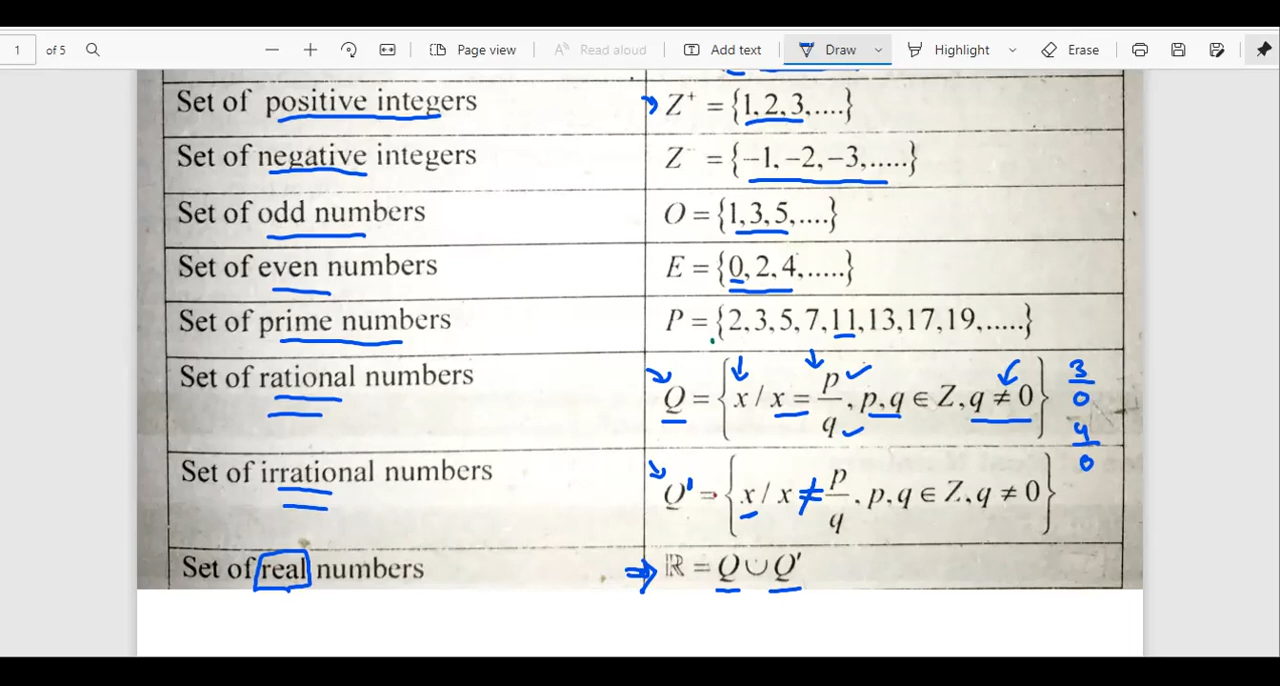 1 of 5 Page view Read aloud Add text Draw Highlight Erase
Set of positive integers Z⁺ = {1, 2, 3, .....}
Set of negative integers Z⁻ = {−1, −2, −3, ......}
Set of odd numbers O = {1, 3, 5, .....}
Set of even numbers E = {0, 2, 4, ......}
Set of prime numbers P = {2, 3, 5, 7, 11, 13, 17, 19, ......}
Set of rational numbers Q = {x / x = p/q, p, q ∈ Z, q ≠ 0}
3/0
4/0
Set of irrational numbers Q' = {x / x ≠ p/q, p, q ∈ Z, q ≠ 0}
Set of real numbers ⇒ ℝ = Q ∪ Q'